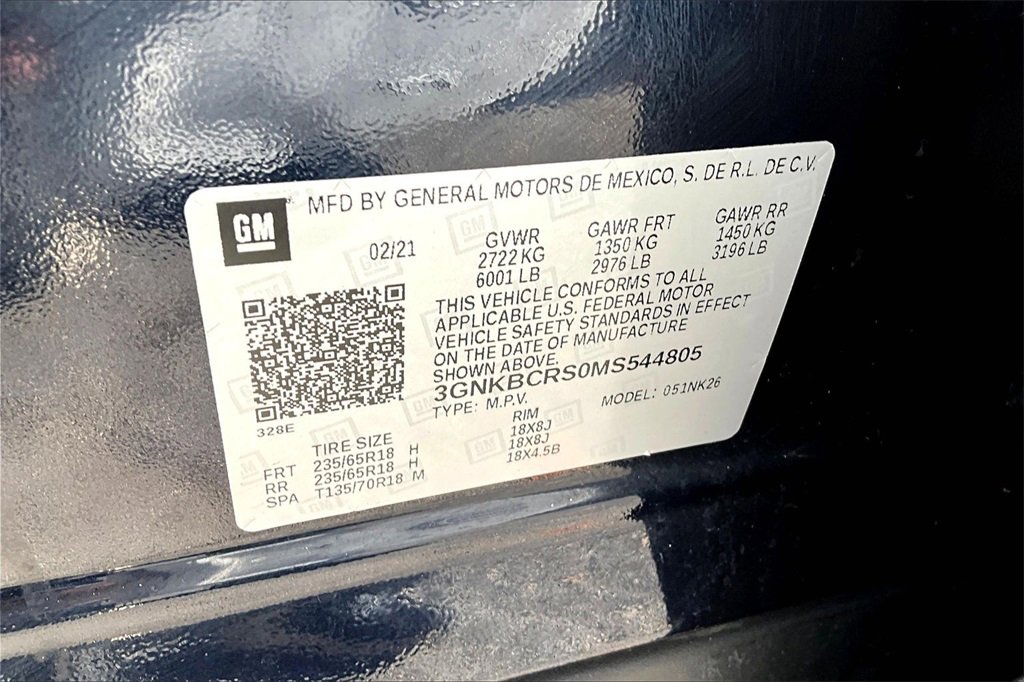 GM
MFD BY GENERAL MOTORS DE MEXICO, S. DE R.L. DE C.V.
02/21
GVWR GAWR FRT GAWR RR
2722 KG 1350 KG 1450 KG
6001 LB 2976 LB 3196 LB
THIS VEHICLE CONFORMS TO ALL
APPLICABLE U.S. FEDERAL MOTOR
VEHICLE SAFETY STANDARDS IN EFFECT
ON THE DATE OF MANUFACTURE
SHOWN ABOVE.
3GNKBCRS0MS544805
TYPE: M.P.V. MODEL: 051NK26
328E
TIRE SIZE RIM
FRT 235/65R18 H 18X8J
RR 235/65R18 H 18X8J
SPA T135/70R18 M 18X4.5B